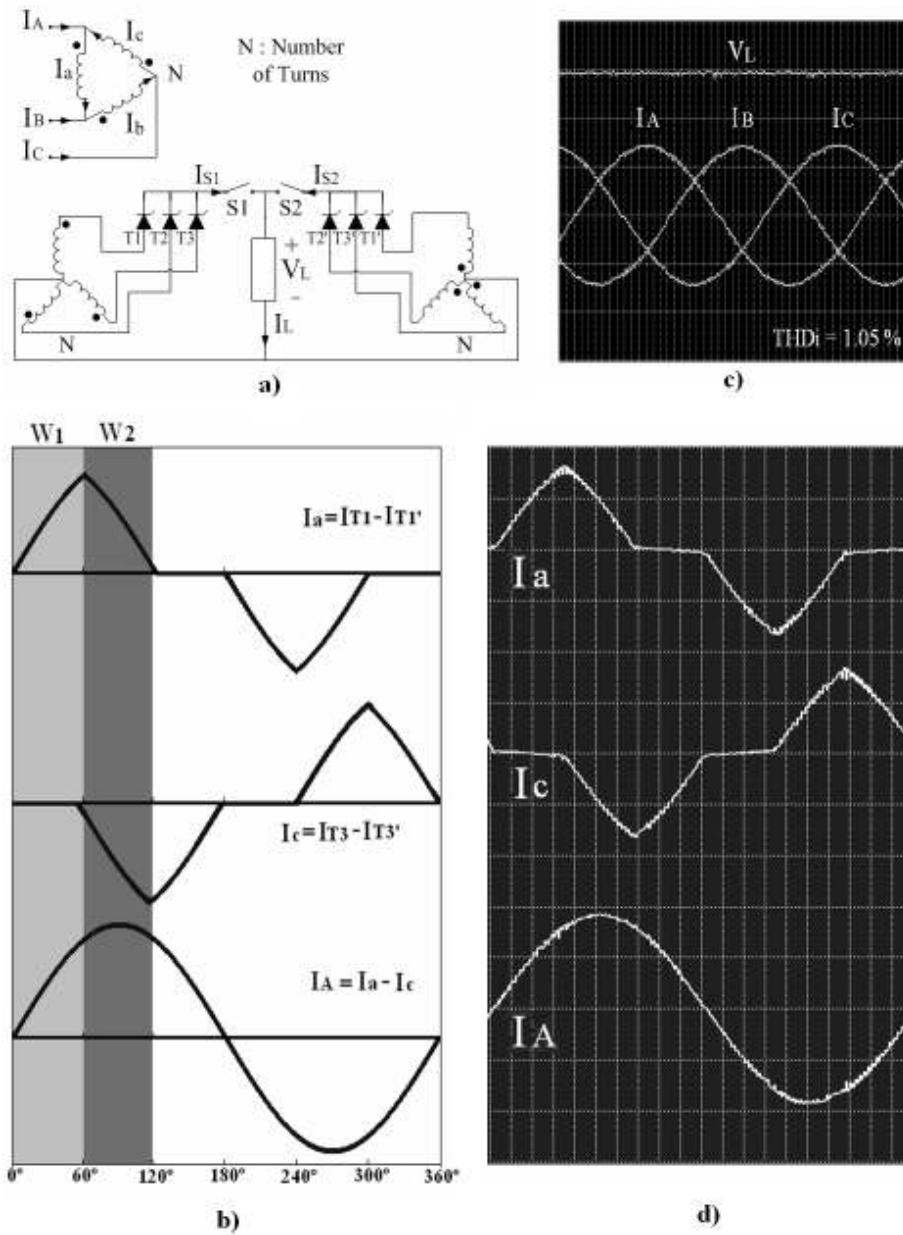 IA
Ic
Ia
N
IB
Ib
IC
N : Number
of Turns
IS1
S1
S2
IS2
T1
T2
T3
T2'
T3'
T1'
+
VL
-
IL
N
N
a)
VL
IA
IB
IC
THDi = 1.05 %
c)
W1
W2
Ia=IT1-IT1'
Ic=IT3-IT3'
IA = Ia - Ic
0° 60° 120° 180° 240° 300° 360°
b)
Ia
Ic
IA
d)